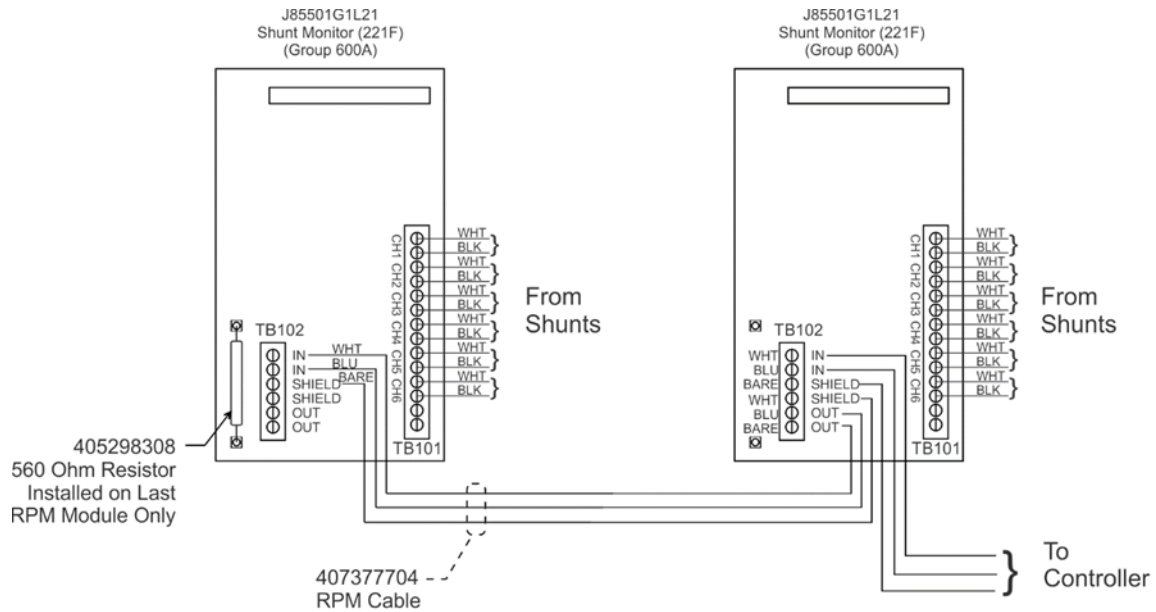 J85501G1L21
Shunt Monitor (221F)
(Group 600A)
WHT
BLK
WHT
BLK
WHT
BLK
WHT
BLK
WHT
BLK
WHT
BLK
CH1
CH2
CH3
CH4
CH5
CH6
TB101
From
Shunts
TB102
IN
IN
SHIELD
SHIELD
OUT
OUT
WHT
BLU
BARE
405298308
560 Ohm Resistor
Installed on Last
RPM Module Only
407377704
RPM Cable
J85501G1L21
Shunt Monitor (221F)
(Group 600A)
WHT
BLK
WHT
BLK
WHT
BLK
WHT
BLK
WHT
BLK
WHT
BLK
CH1
CH2
CH3
CH4
CH5
CH6
TB101
From
Shunts
TB102
WHT
BLU
BARE
WHT
BLU
BARE
IN
IN
SHIELD
SHIELD
OUT
OUT
To
Controller